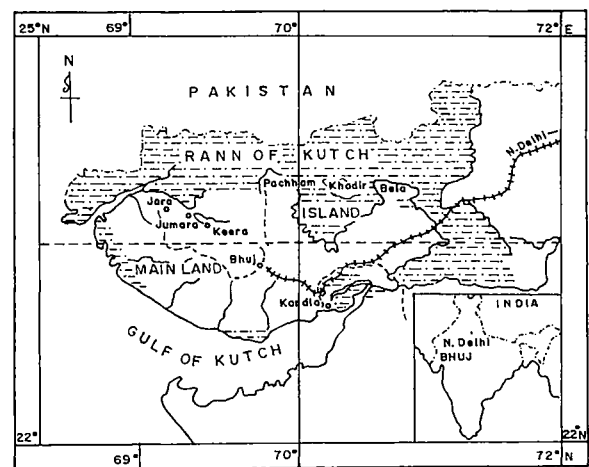 25°N 69° 70° 72° E
N
PAKISTAN
N. Delhi
RANN OF KUTCH
Pachham Khadir Bela
Jara
ISLAND
Jumara
Keera
Bhuj
MAIN LAND
Kandla
GULF OF KUTCH
INDIA
N. Delhi
BHUJ
22° 22°N
69° 70° 72° N